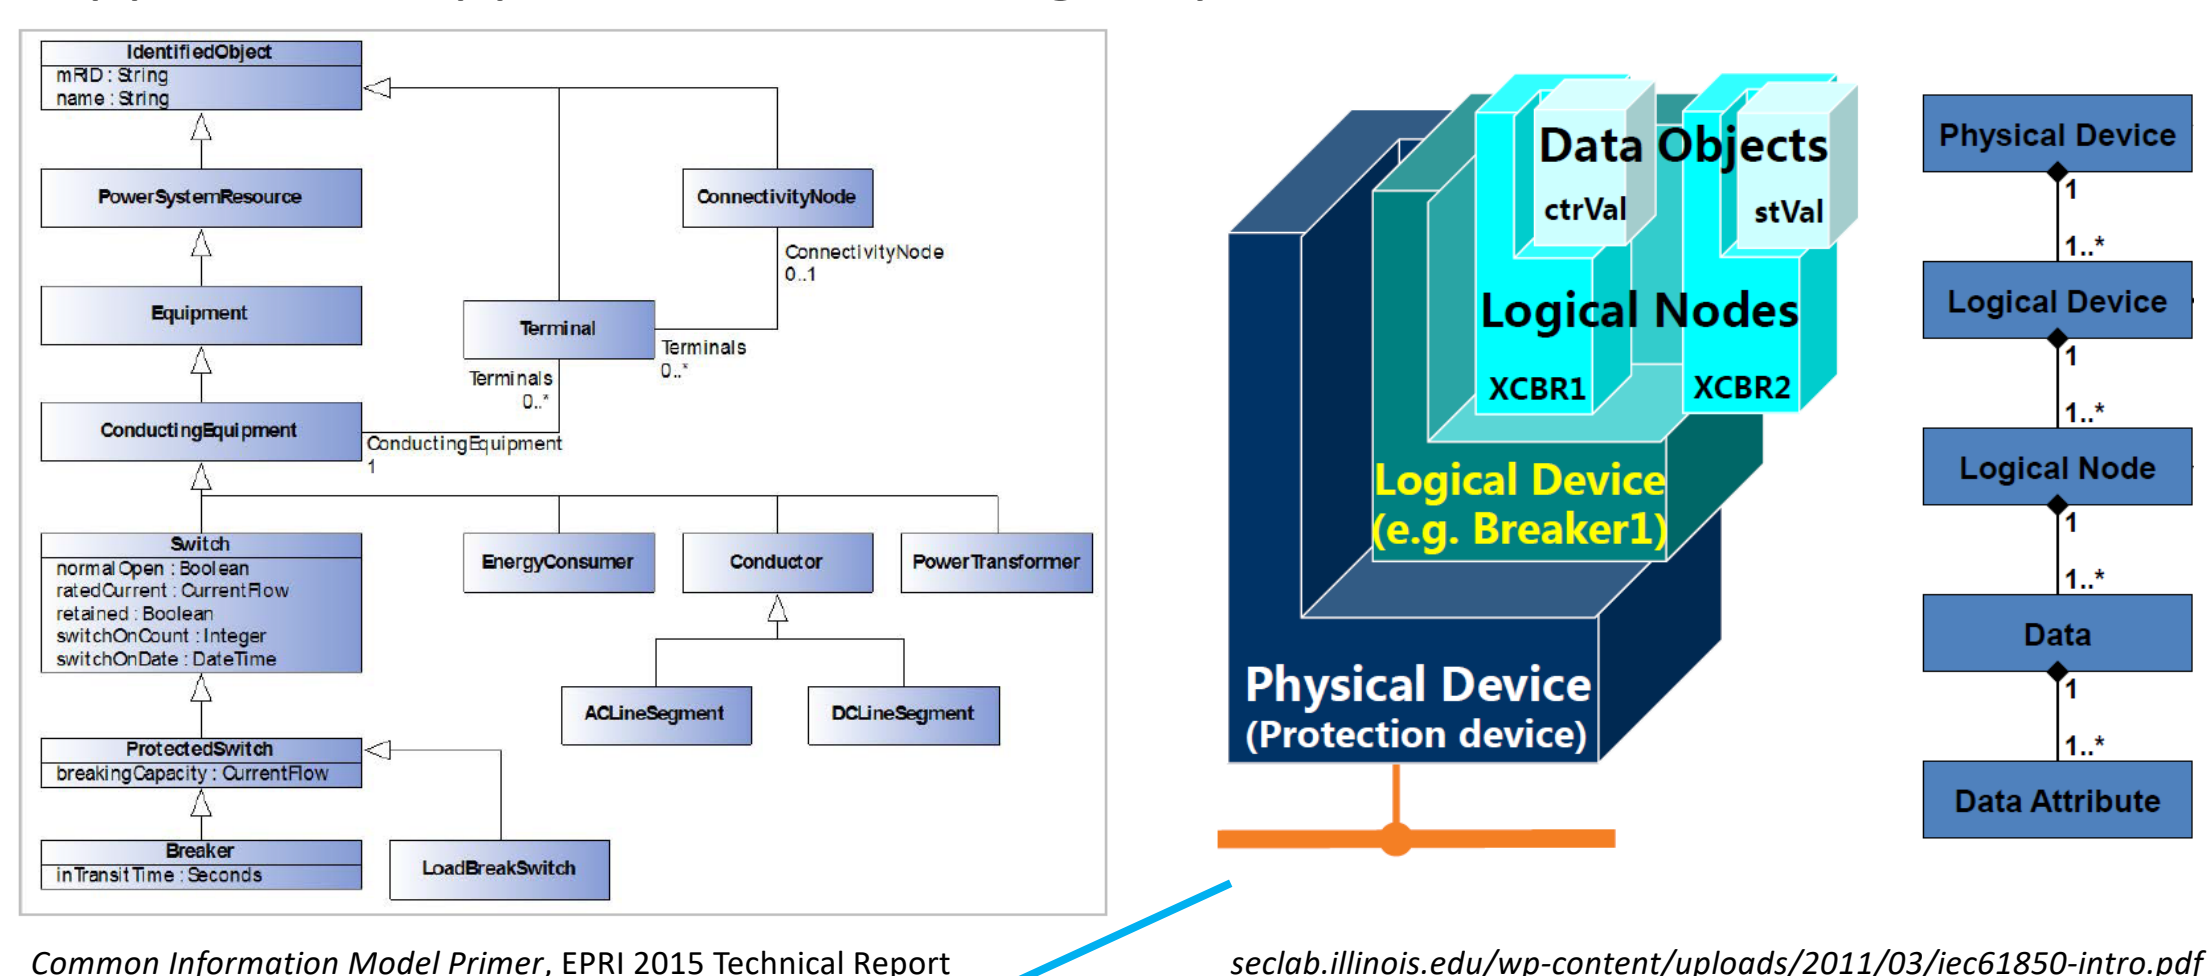 IdentifiedObject
mRID : String
name : String
PowerSystemResource
ConnectivityNode
ConnectivityNode
0..1
Equipment
Terminal
Terminals
0..*
Terminals
0..*
ConductingEquipment
ConductingEquipment
1
Switch
normalOpen : Boolean
ratedCurrent : CurrentFlow
retained : Boolean
switchOnCount : Integer
switchOnDate : DateTime
EnergyConsumer
Conductor
PowerTransformer
ACLineSegment
DCLineSegment
ProtectedSwitch
breakingCapacity : CurrentFlow
Breaker
inTransitTime : Seconds
LoadBreakSwitch
Common Information Model Primer, EPRI 2015 Technical Report
Data Objects
ctrVal
stVal
Logical Nodes
XCBR1
XCBR2
Logical Device
(e.g. Breaker1)
Physical Device
(Protection device)
Physical Device
1
1..*
Logical Device
1
1..*
Logical Node
1
1..*
Data
1
1..*
Data Attribute
seclab.illinois.edu/wp-content/uploads/2011/03/iec61850-intro.pdf